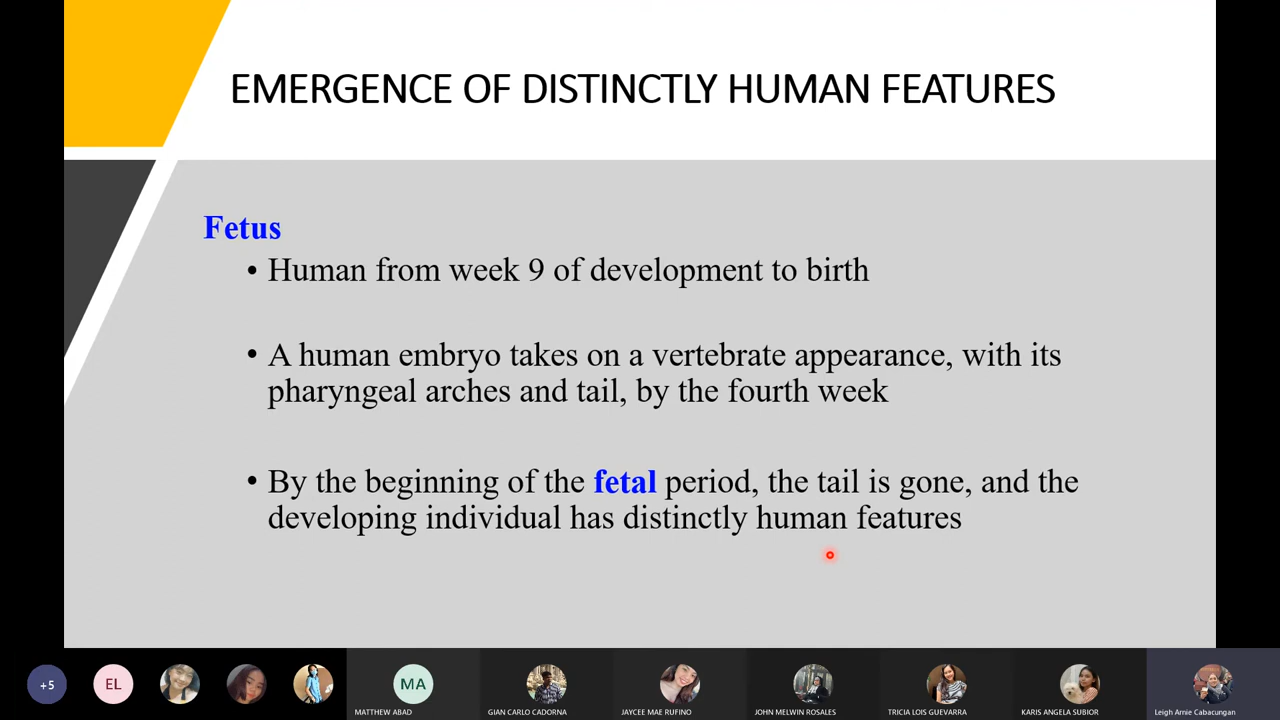 EMERGENCE OF DISTINCTLY HUMAN FEATURES
Fetus
• Human from week 9 of development to birth
• A human embryo takes on a vertebrate appearance, with its
pharyngeal arches and tail, by the fourth week
• By the beginning of the fetal period, the tail is gone, and the
developing individual has distinctly human features
+5
EL
MA
MATTHEW ABAD
GIAN CARLO CADORNA
JAYCEE MAE RUFINO
JOHN MELWIN ROSALES
TRICIA LOIS GUEVARRA
KARIS ANGELA SUBIOR
Leigh Arnie Cabacungan